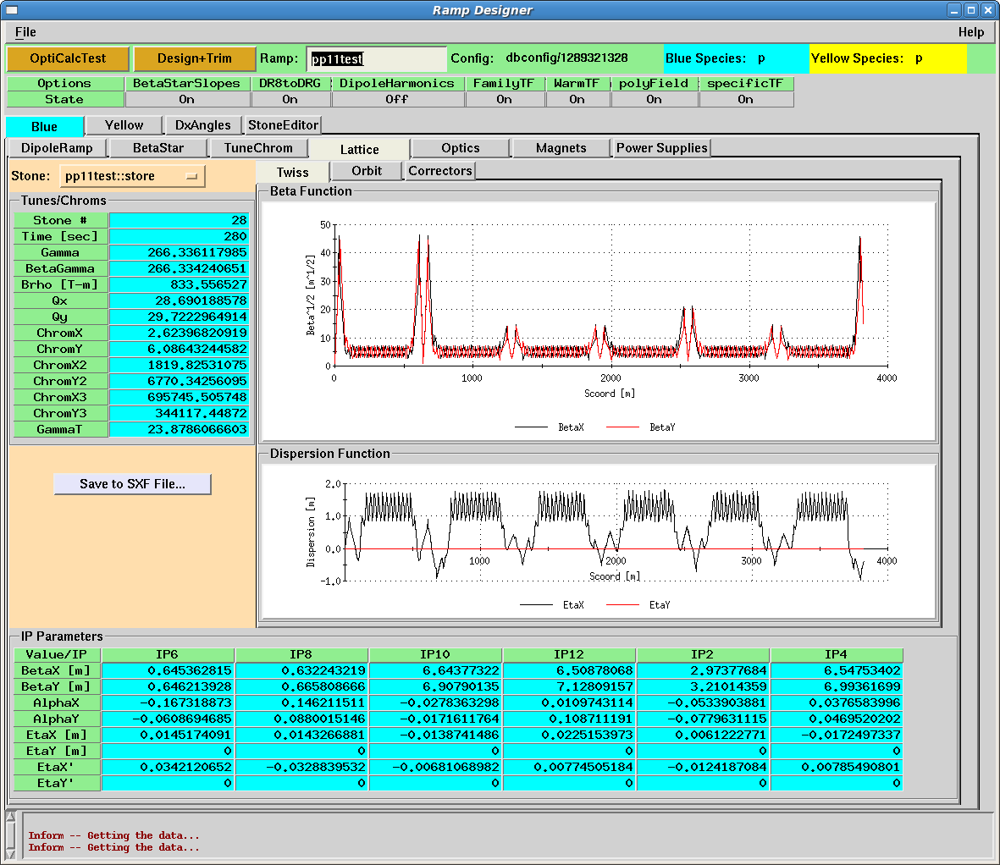 Ramp Designer
File Help
OptiCalcTest Design+Trim Ramp: pp11test Config: dbconfig/1289321328 Blue Species: p Yellow Species: p
Options BetaStarSlopes DR8toDRG DipoleHarmonics FamilyTF WarmTF polyField specificTF
State On On Off On On On On
Blue Yellow DxAngles StoneEditor
DipoleRamp BetaStar TuneChrom Lattice Optics Magnets Power Supplies
Stone: pp11test::store
Twiss Orbit Correctors
Tunes/Chroms
Stone # 28
Time [sec] 280
Gamma 266.336117985
BetaGamma 266.334240651
Brho [T-m] 833.556527
Qx 28.690188578
Qy 29.7222964914
ChromX 2.62396820919
ChromY 6.08643244582
ChromX2 1819.82531075
ChromY2 6770.34256095
ChromX3 695745.505748
ChromY3 344117.44872
GammaT 23.8786066603
Save to SXF File...
Beta Function
50
40
30
20
10
0
Beta^1/2 [m^1/2]
0 1000 2000 3000 4000
Scoord [m]
BetaX BetaY
Dispersion Function
2.0
1.0
0.0
-1.0
Dispersion [m]
1000 2000 3000 4000
Scoord [m]
EtaX EtaY
IP Parameters
Value/IP IP6 IP8 IP10 IP12 IP2 IP4
BetaX [m] 0.645362815 0.632243219 6.64377322 6.50878068 2.97377684 6.54753402
BetaY [m] 0.646213928 0.665808666 6.90790135 7.12809157 3.21014359 6.99361699
AlphaX -0.167318873 0.146211511 -0.0278363298 0.0109743114 -0.0533903881 0.0376583996
AlphaY -0.0608694685 0.0880015146 -0.0171611764 0.108711191 -0.0779631115 0.0469520202
EtaX [m] 0.0145174091 0.0143266881 -0.0138741486 0.0225153973 0.0061222771 -0.0172497337
EtaY [m] 0 0 0 0 0 0
EtaX' 0.0342120652 -0.0328839532 -0.00681068982 0.00774505184 -0.0124187084 0.00785490801
EtaY' 0 0 0 0 0 0
Inform -- Getting the data...
Inform -- Getting the data...